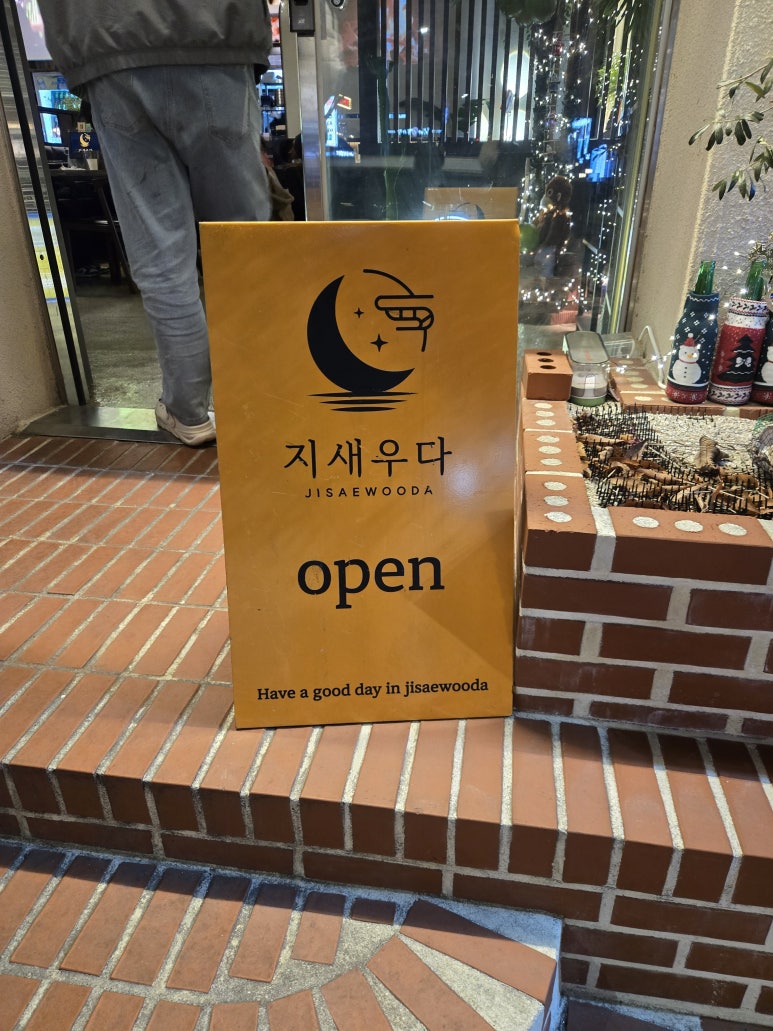 지새우다
JISAEWOODA
open
Have a good day in jisaewooda